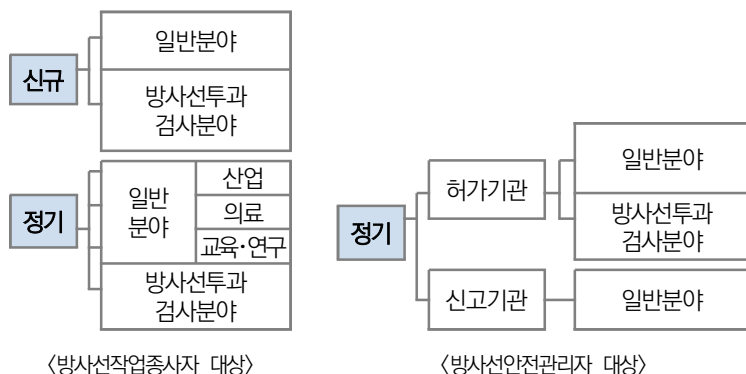 신규
일반분야
방사선투과
검사분야
정기
일반
분야
산업
의료
교육·연구
방사선투과
검사분야
<방사선작업종사자 대상>
정기
허가기관
일반분야
방사선투과
검사분야
신고기관
일반분야
<방사선안전관리자 대상>